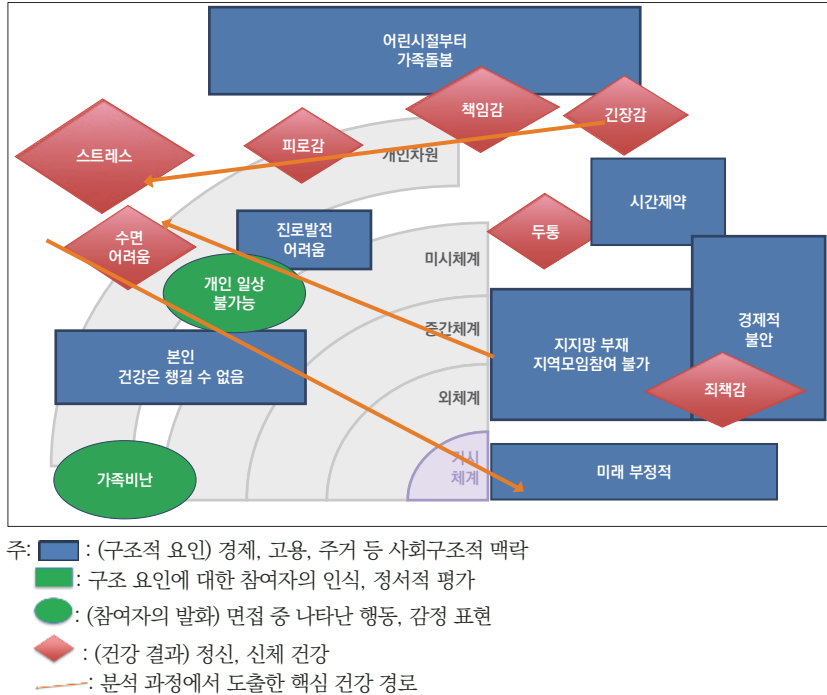 어린시절부터
가족돌봄
책임감
긴장감
스트레스
피로감
개인차원
시간제약
수면
어려움
진로발전
어려움
두통
미시체계
개인 일상
불가능
중간체계
지지망 부재
지역모임참여 불가
경제적
불안
본인
건강은 챙길 수 없음
외체계
죄책감
거시
체계
가족비난
미래 부정적
주: : (구조적 요인) 경제, 고용, 주거 등 사회구조적 맥락
: 구조 요인에 대한 참여자의 인식, 정서적 평가
: (참여자의 발화) 면접 중 나타난 행동, 감정 표현
: (건강 결과) 정신, 신체 건강
: 분석 과정에서 도출한 핵심 건강 경로